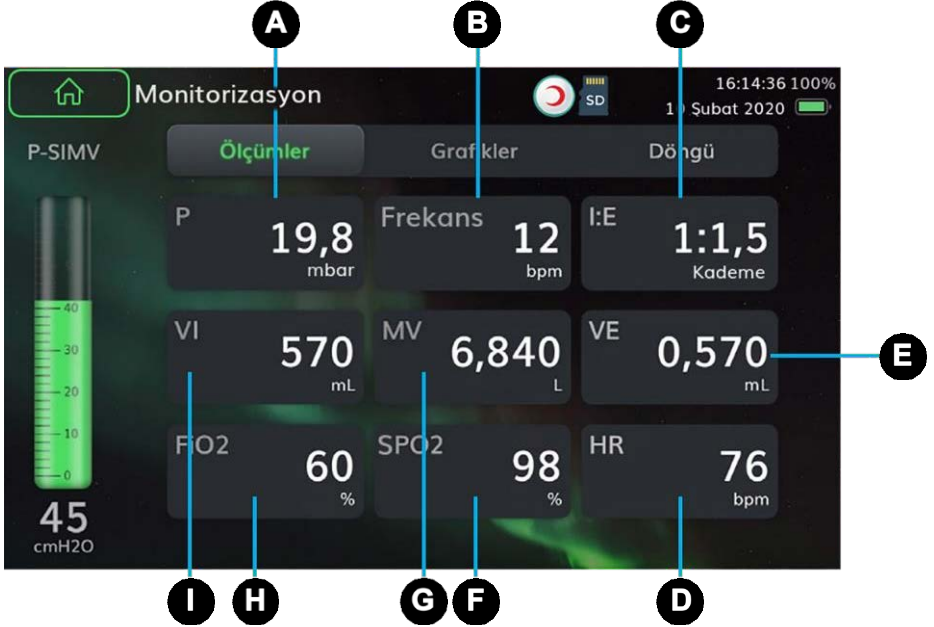 A B C
Monitorizasyon SD 16:14:36 100%
10 Şubat 2020
P-SIMV Ölçümler Grafikler Döngü
P 19,8 mbar
Frekans 12 bpm
I:E 1:1,5 Kademe
VI 570 mL
MV 6,840 L
VE 0,570 mL
E
FiO2 60 %
SPO2 98 %
HR 76 bpm
40
30
20
10
0
45
cmH2O
I H G F D